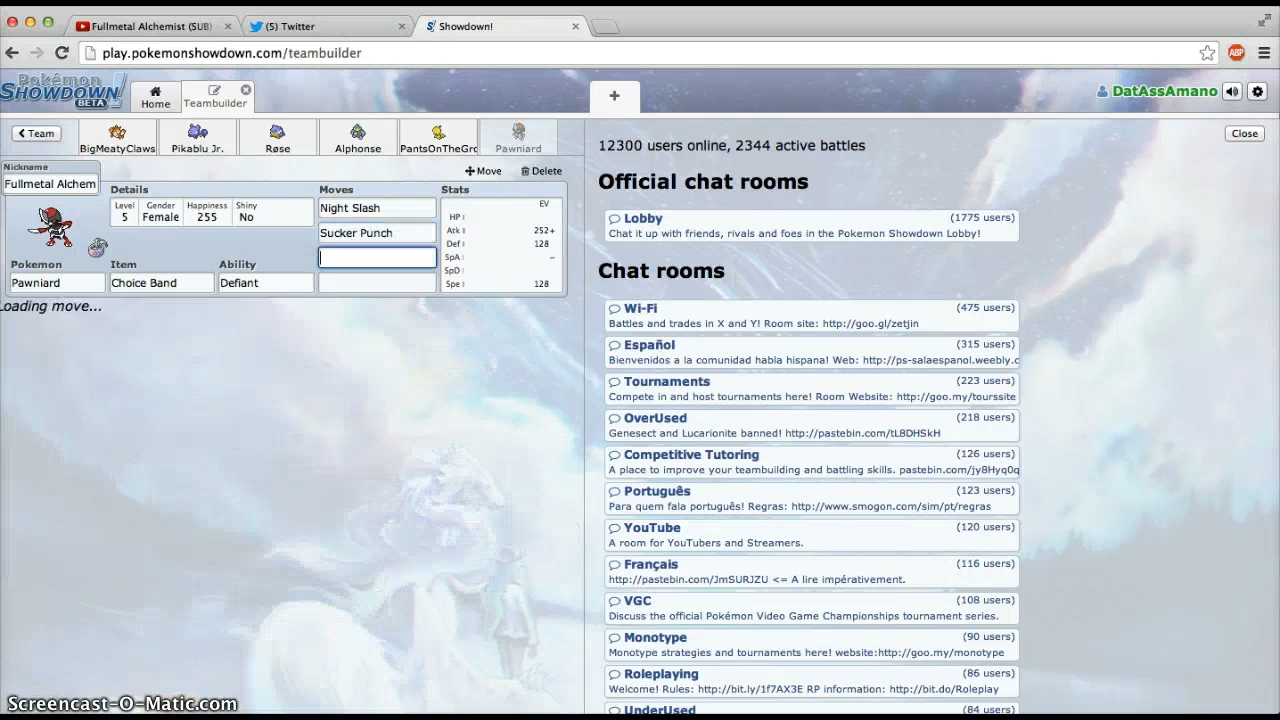 Fullmetal Alchemist (SUB)
(5) Twitter
Showdown!
play.pokemonshowdown.com/teambuilder
ABP
Pokémon
SHOWDOWN!
BETA
Home
Teambuilder
+
DatAssAmano
< Team
BigMeatyClaws
Pikablu Jr.
Røse
Alphonse
PantsOnTheGrc
Pawniard
Close
Nickname
Fullmetal Alchem
Move
Delete
Details
Moves
Stats
Level
Gender
Happiness
Shiny
5
Female
255
No
Night Slash
Sucker Punch
EV
HP
Atk
252+
Def
128
SpA
–
SpD
Spe
128
Pokemon
Item
Ability
Pawniard
Choice Band
Defiant
Loading move...
12300 users online, 2344 active battles
Official chat rooms
Lobby
(1775 users)
Chat it up with friends, rivals and foes in the Pokemon Showdown Lobby!
Chat rooms
Wi-Fi
(475 users)
Battles and trades in X and Y! Room site: http://goo.gl/zetjin
Español
(315 users)
Bienvenidos a la comunidad habla hispana! Web: http://ps-salaespanol.weebly.c
Tournaments
(223 users)
Compete in and host tournaments here! Room Website: http://goo.my/tourssite
OverUsed
(218 users)
Genesect and Lucarionite banned! http://pastebin.com/tL8DHSkH
Competitive Tutoring
(126 users)
A place to improve your teambuilding and battling skills. pastebin.com/jy8Hyq0q
Português
(123 users)
Para quem fala português! Regras: http://www.smogon.com/sim/pt/regras
YouTube
(120 users)
A room for YouTubers and Streamers.
Français
(116 users)
http://pastebin.com/JmSURJZU <= A lire impérativement.
VGC
(108 users)
Discuss the official Pokémon Video Game Championships tournament series.
Monotype
(90 users)
Monotype strategies and tournaments here! website:http://goo.my/monotype
Roleplaying
(86 users)
Welcome! Rules: http://bit.ly/1f7AX3E RP information: http://bit.do/Roleplay
UnderUsed
(84 users)
Screencast-O-Matic.com